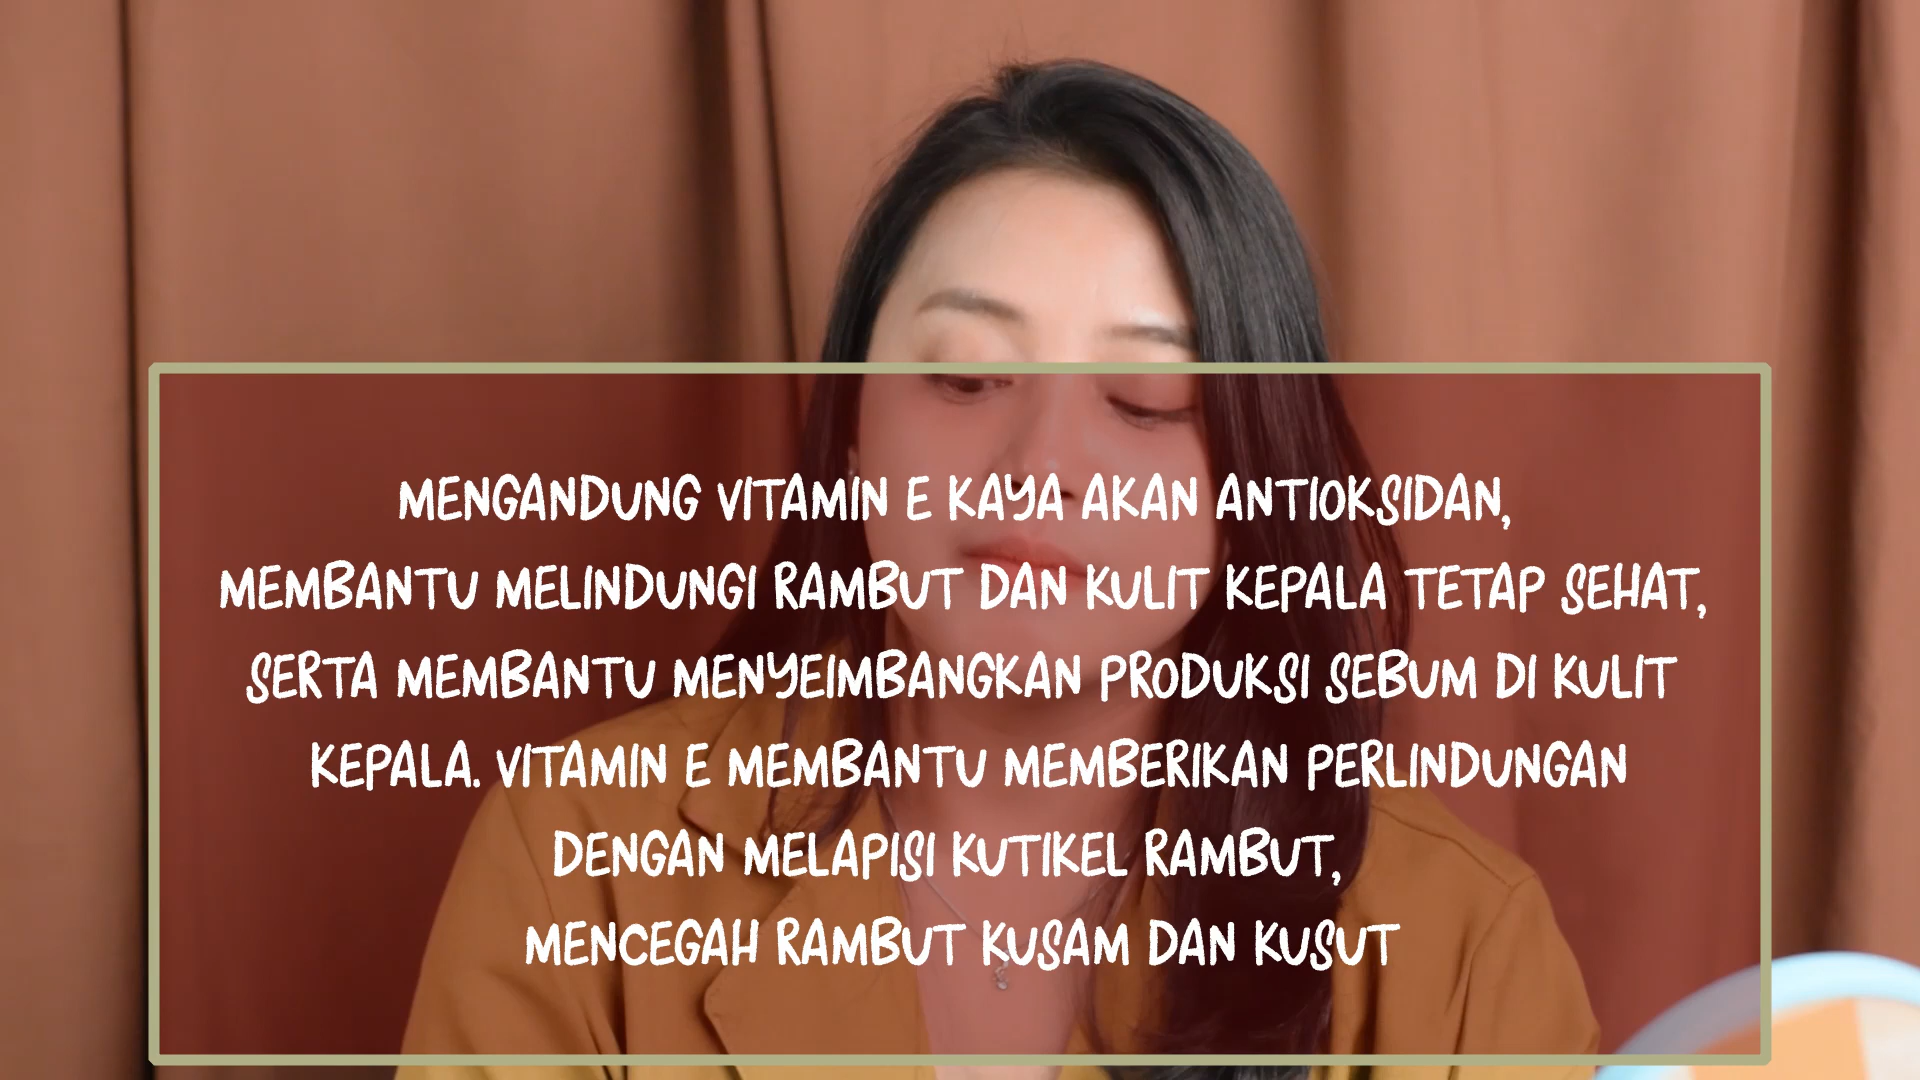 MENGANDUNG VITAMIN E KAYA AKAN ANTIOKSIDAN,
MEMBANTU MELINDUNGI RAMBUT DAN KULIT KEPALA TETAP SEHAT,
SERTA MEMBANTU MENYEIMBANGKAN PRODUKSI SEBUM DI KULIT
KEPALA. VITAMIN E MEMBANTU MEMBERIKAN PERLINDUNGAN
DENGAN MELAPISI KUTIKEL RAMBUT,
MENCEGAH RAMBUT KUSAM DAN KUSUT